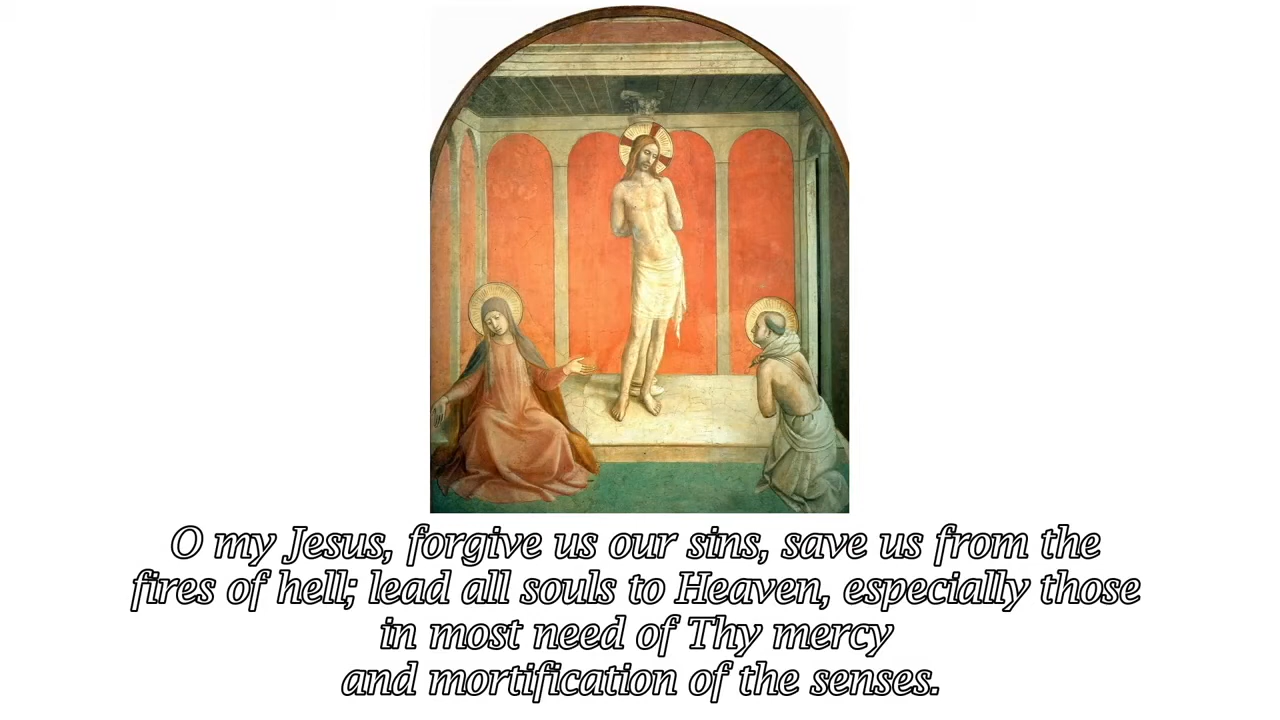 O my Jesus, forgive us our sins, save us from the
fires of hell; lead all souls to Heaven, especially those
in most need of Thy mercy
and mortification of the senses.